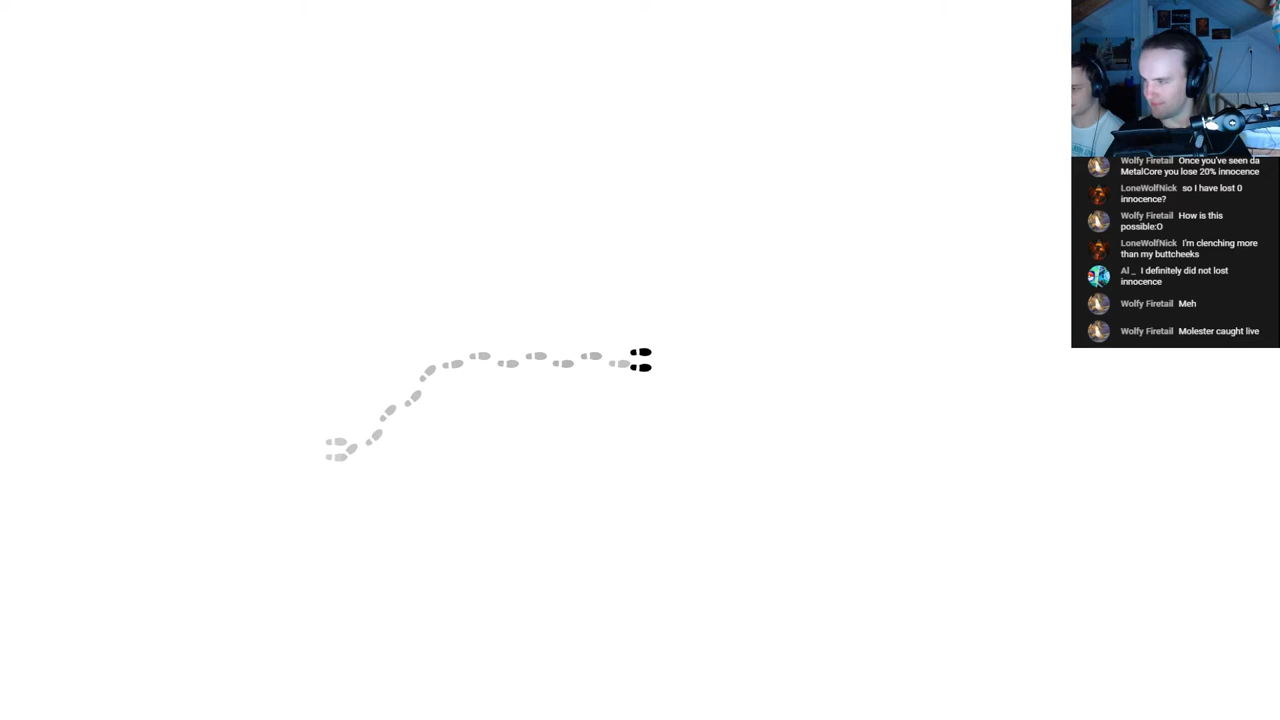 Wolfy Firetail Once you've seen da
MetalCore you lose 20% innocence
LoneWolfNick so I have lost 0
innocence?
Wolfy Firetail How is this
possible:O
LoneWolfNick I'm clenching more
than my buttcheeks
Al _ I definitely did not lost
innocence
Wolfy Firetail Meh
Wolfy Firetail Molester caught live